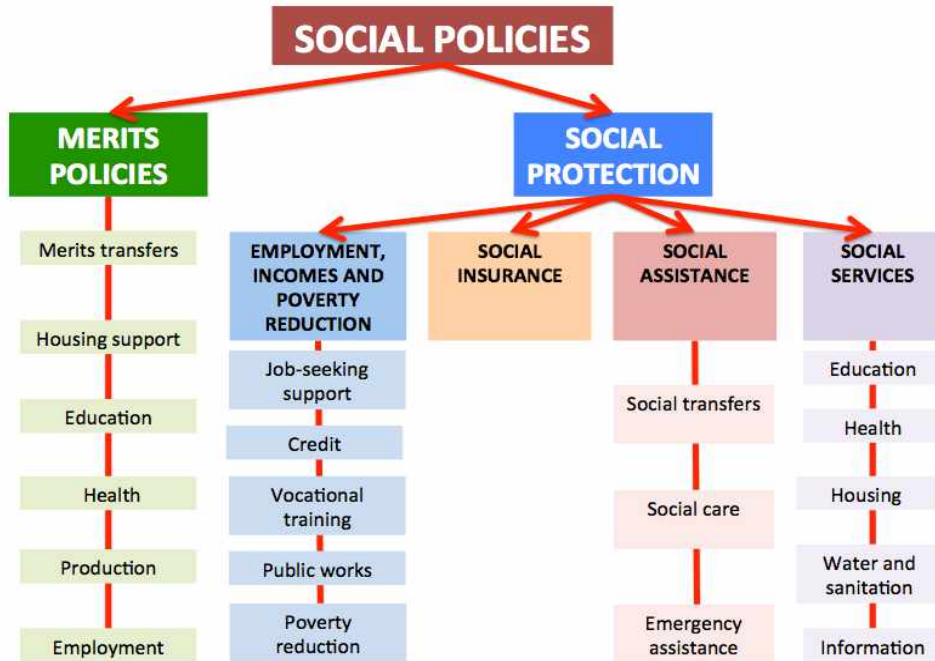 SOCIAL POLICIES
MERITS
POLICIES
Merits transfers
Housing support
Education
Health
Production
Employment
SOCIAL
PROTECTION
EMPLOYMENT,
INCOMES AND
POVERTY
REDUCTION
Job-seeking
support
Credit
Vocational
training
Public works
Poverty
reduction
SOCIAL
INSURANCE
SOCIAL
ASSISTANCE
Social transfers
Social care
Emergency
assistance
SOCIAL
SERVICES
Education
Health
Housing
Water and
sanitation
Information